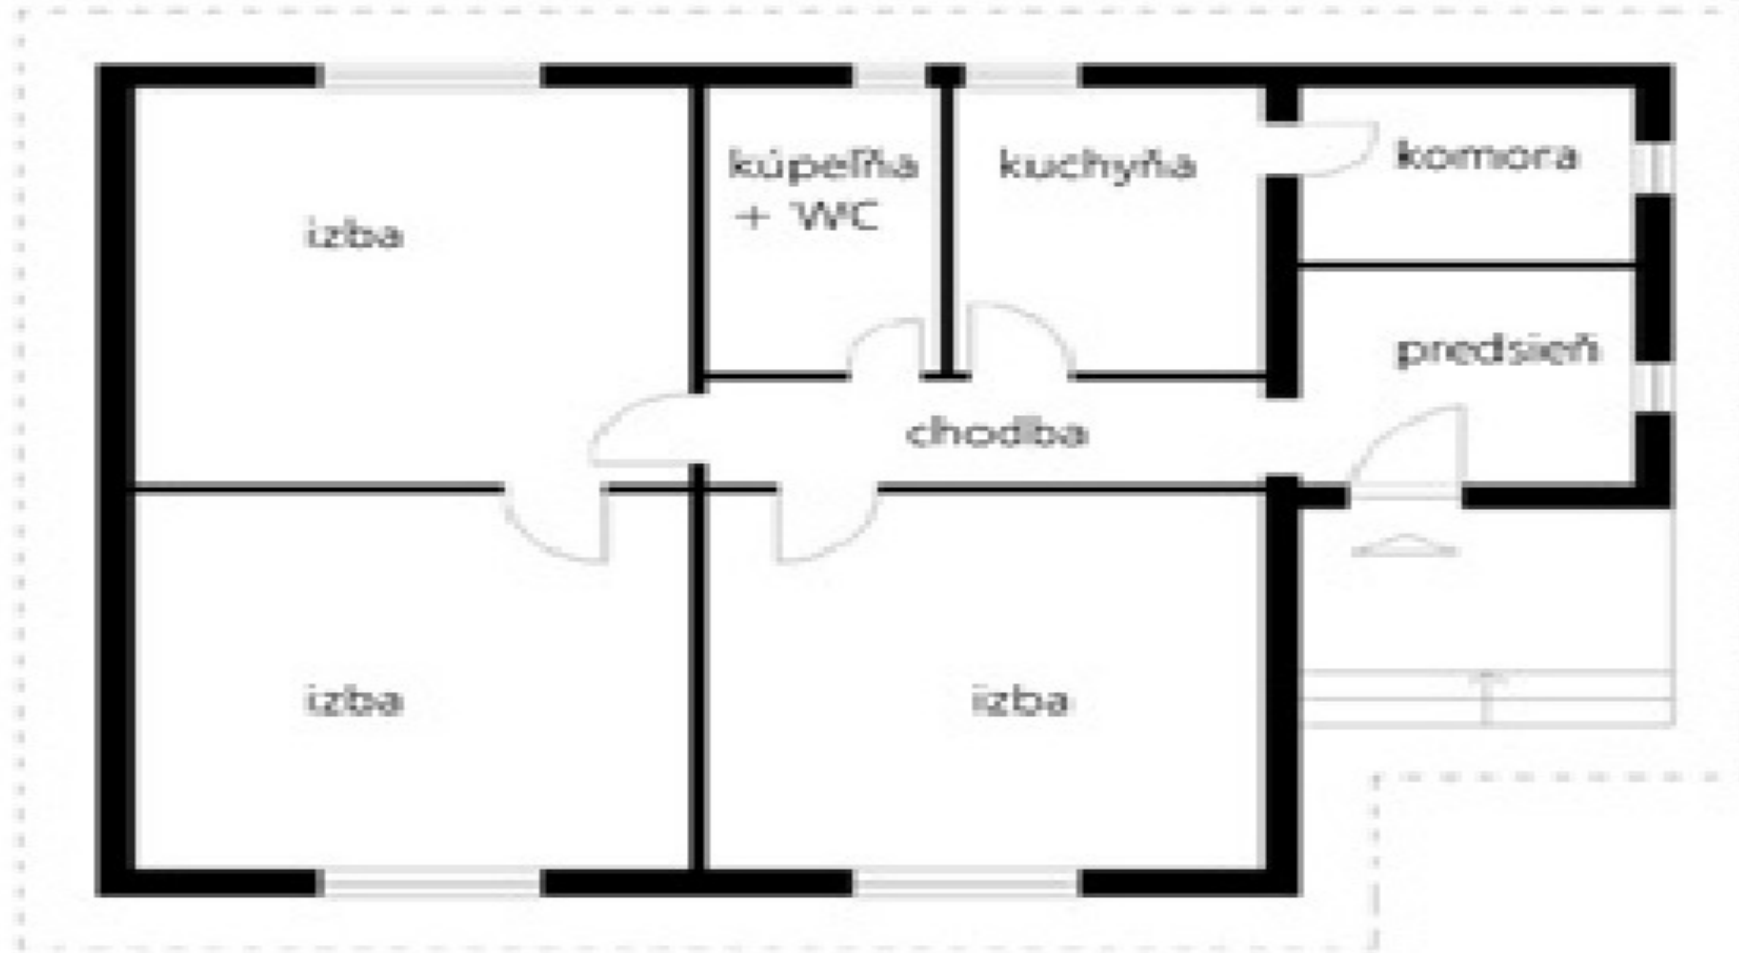 izba
kúpeľňa
+ WC
kuchyňa
komora
predsieň
chodba
izba
izba